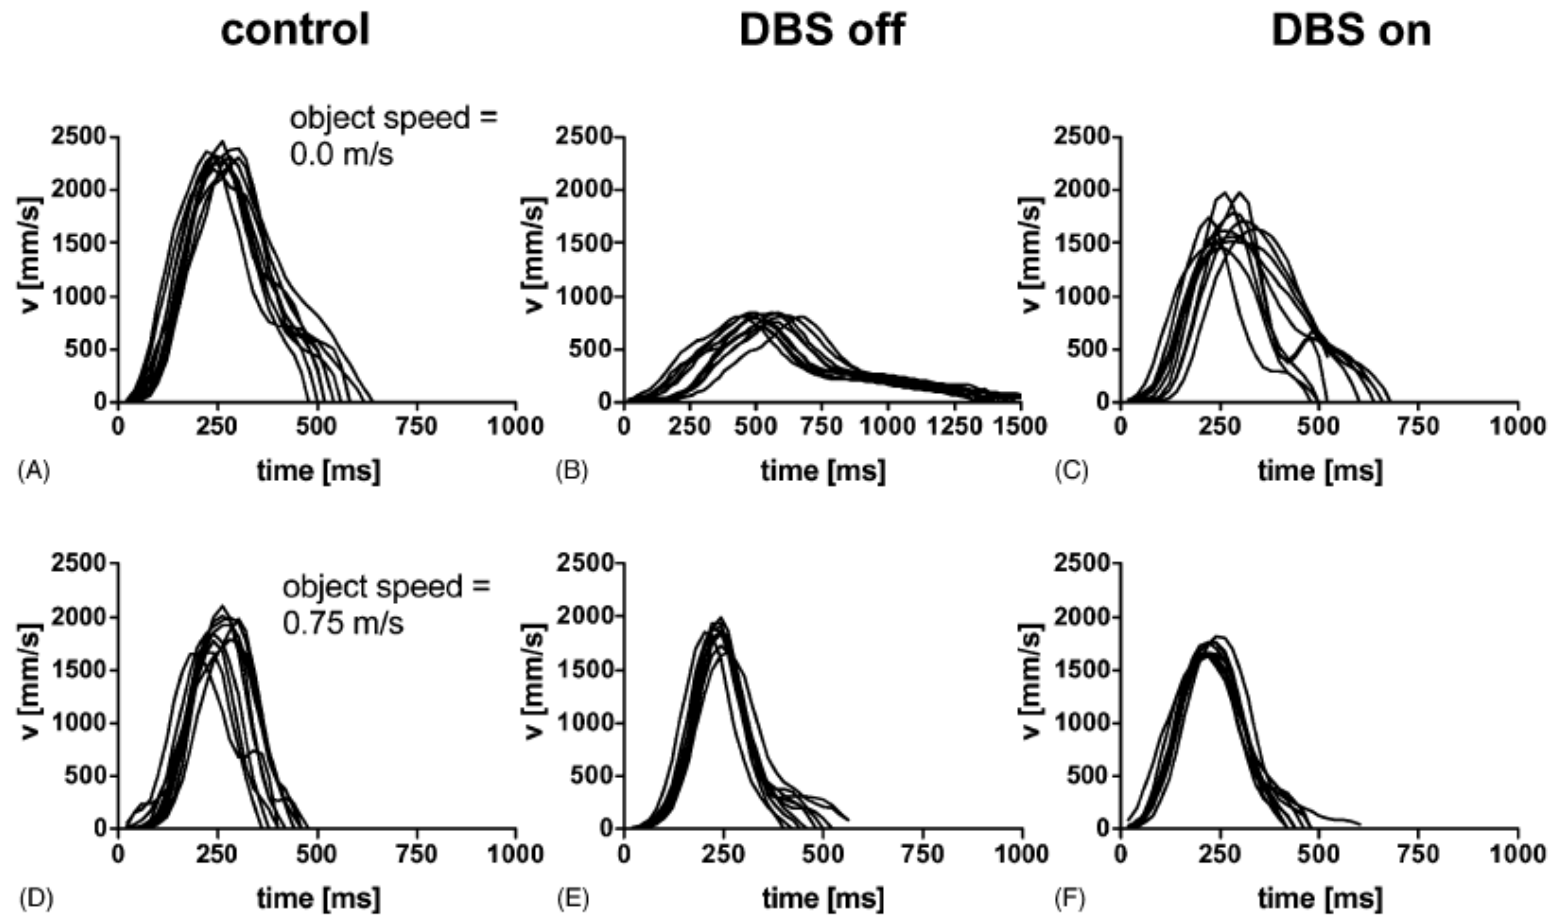 control DBS off DBS on
object speed =
0.0 m/s
2500 2500 2500
2000 2000 2000
1500 1500 1500
1000 1000 1000
500 500 500
0 0 0
v [mm/s] v [mm/s] v [mm/s]
0 250 500 750 1000 0 250 500 750 1000 1250 1500 0 250 500 750 1000
(A) time [ms] (B) time [ms] (C) time [ms]
object speed =
0.75 m/s
2500 2500 2500
2000 2000 2000
1500 1500 1500
1000 1000 1000
500 500 500
0 0 0
v [mm/s] v [mm/s] v [mm/s]
0 250 500 750 1000 0 250 500 750 1000 0 250 500 750 1000
(D) time [ms] (E) time [ms] (F) time [ms]